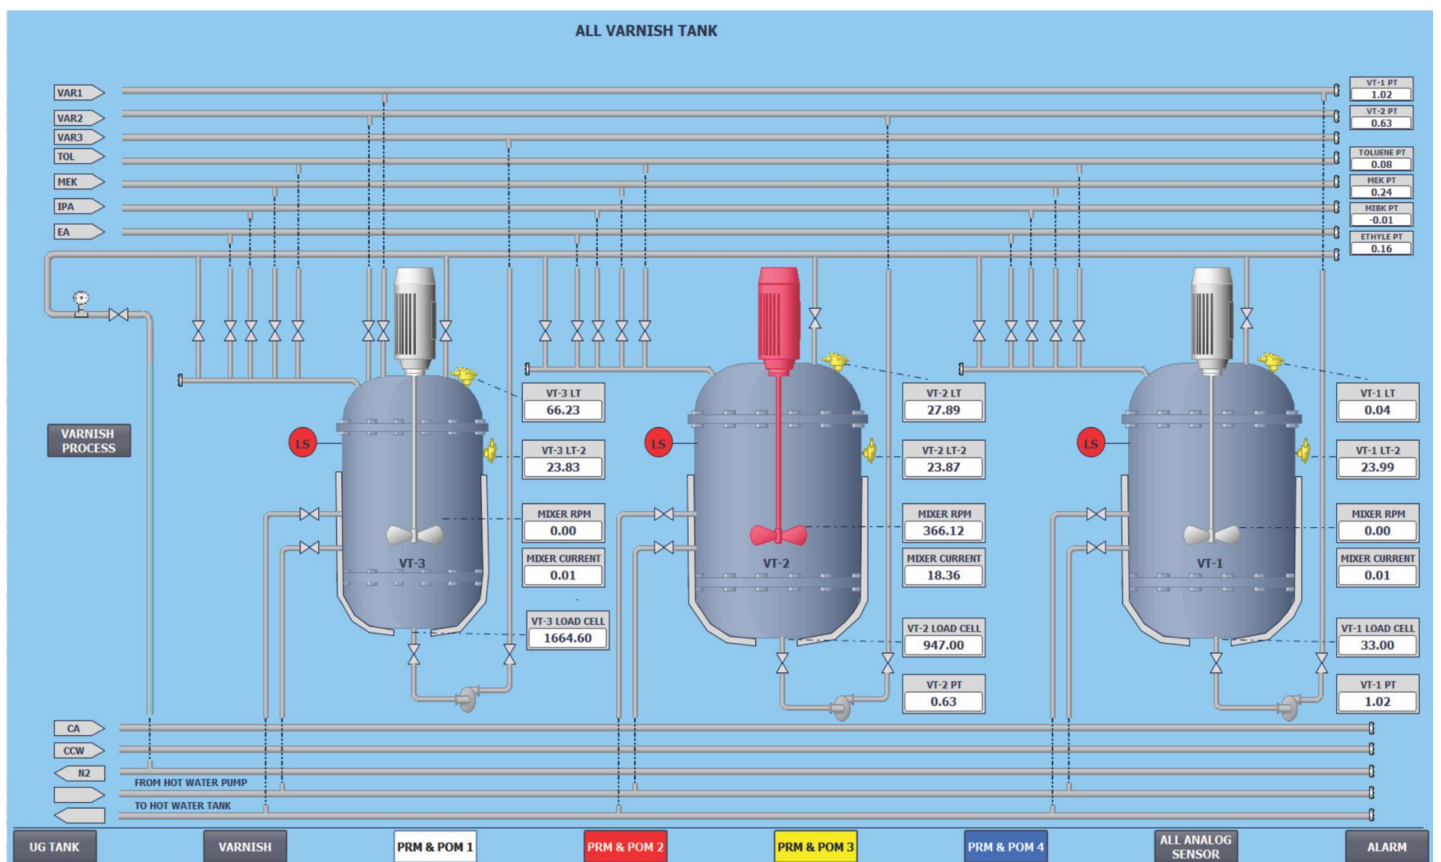 ALL VARNISH TANK
VAR1
VAR2
VAR3
TOL
MEK
IPA
EA
VT-1 PT
1.02
VT-2 PT
0.63
TOLUENE PT
0.08
MEK PT
0.24
MIBK PT
-0.01
ETHYLE PT
0.16
VARNISH
PROCESS
LS
VT-3 LT
66.23
VT-3 LT-2
23.83
MIXER RPM
0.00
MIXER CURRENT
0.01
VT-3
VT-3 LOAD CELL
1664.60
LS
VT-2 LT
27.89
VT-2 LT-2
23.87
MIXER RPM
366.12
MIXER CURRENT
18.36
VT-2
VT-2 LOAD CELL
947.00
VT-2 PT
0.63
LS
VT-1 LT
0.04
VT-1 LT-2
23.99
MIXER RPM
0.00
MIXER CURRENT
0.01
VT-1
VT-1 LOAD CELL
33.00
VT-1 PT
1.02
CA
CCW
N2
FROM HOT WATER PUMP
TO HOT WATER TANK
UG TANK
VARNISH
PRM & POM 1
PRM & POM 2
PRM & POM 3
PRM & POM 4
ALL ANALOG
SENSOR
ALARM